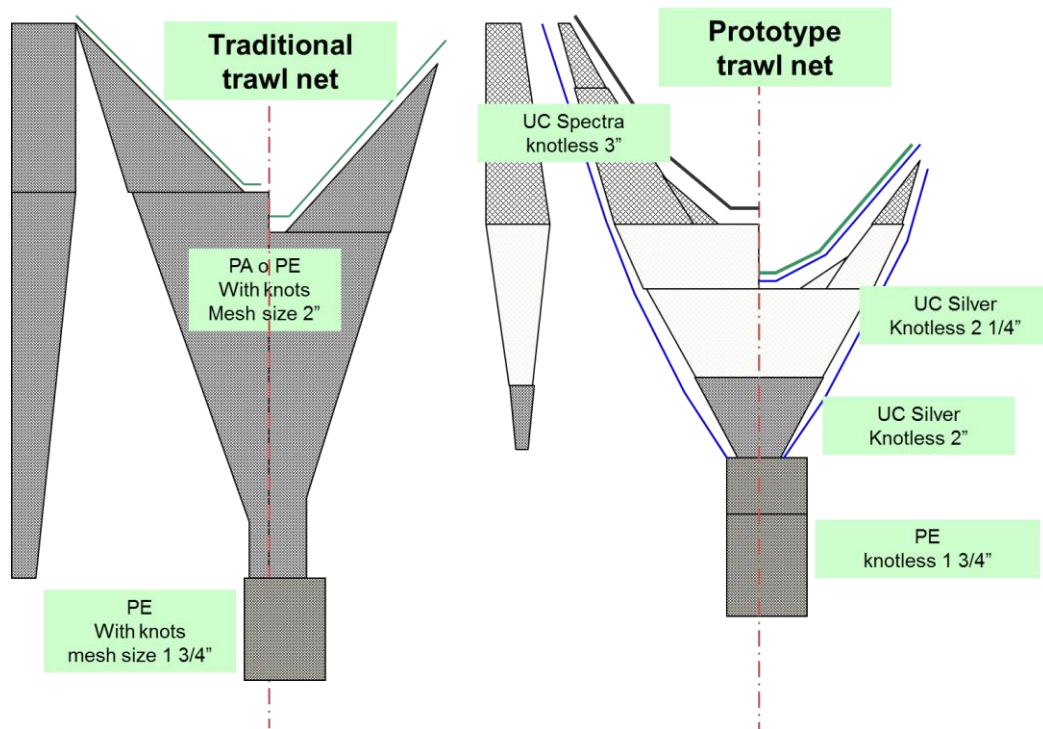 Traditional
trawl net
Prototype
trawl net
UC Spectra
knotless 3”
PA o PE
With knots
Mesh size 2”
UC Silver
Knotless 2 1/4”
UC Silver
Knotless 2”
PE
knotless 1 3/4”
PE
With knots
mesh size 1 3/4”